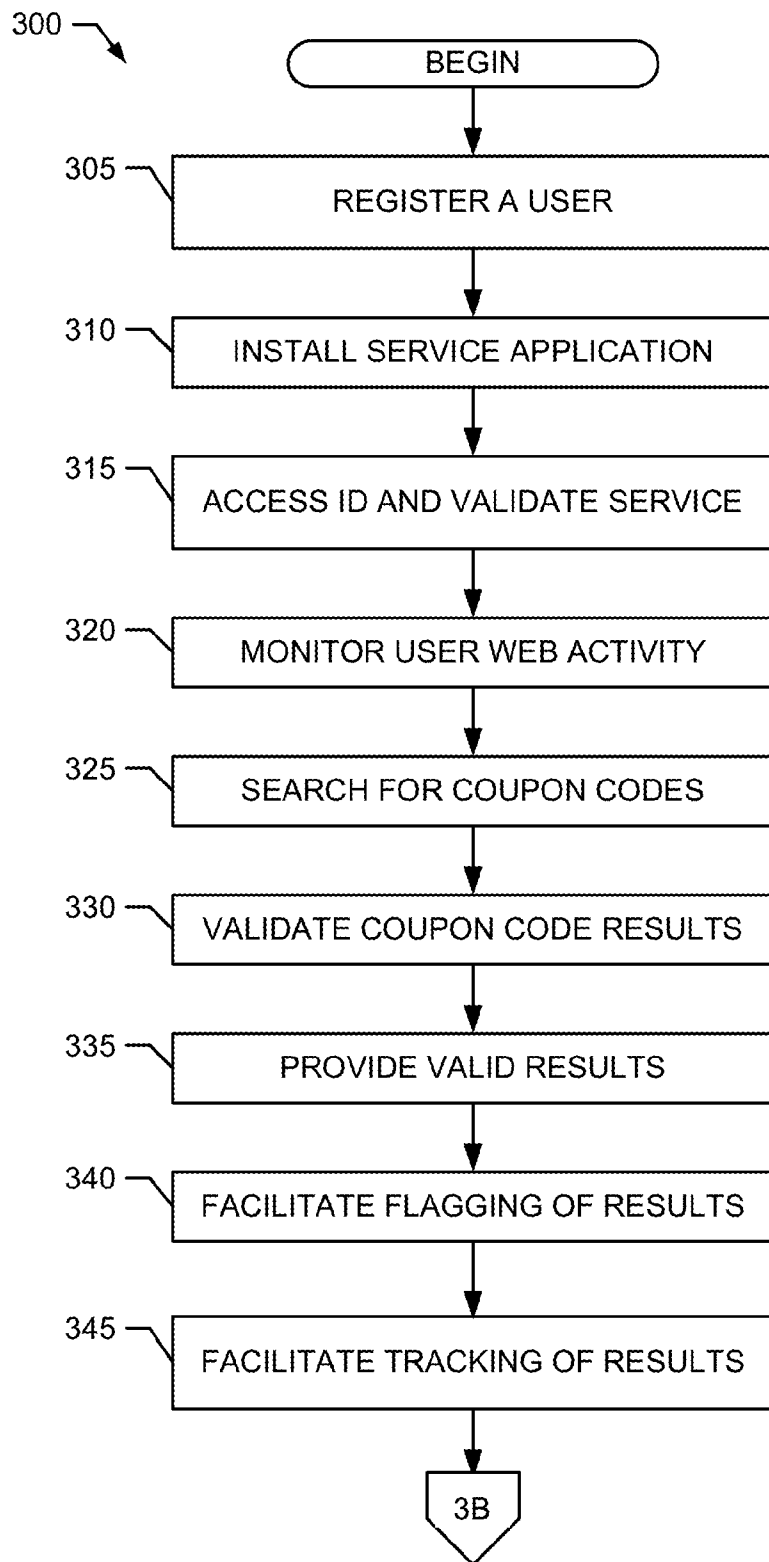 300
BEGIN
305
REGISTER A USER
310
INSTALL SERVICE APPLICATION
315
ACCESS ID AND VALIDATE SERVICE
320
MONITOR USER WEB ACTIVITY
325
SEARCH FOR COUPON CODES
330
VALIDATE COUPON CODE RESULTS
335
PROVIDE VALID RESULTS
340
FACILITATE FLAGGING OF RESULTS
345
FACILITATE TRACKING OF RESULTS
3B